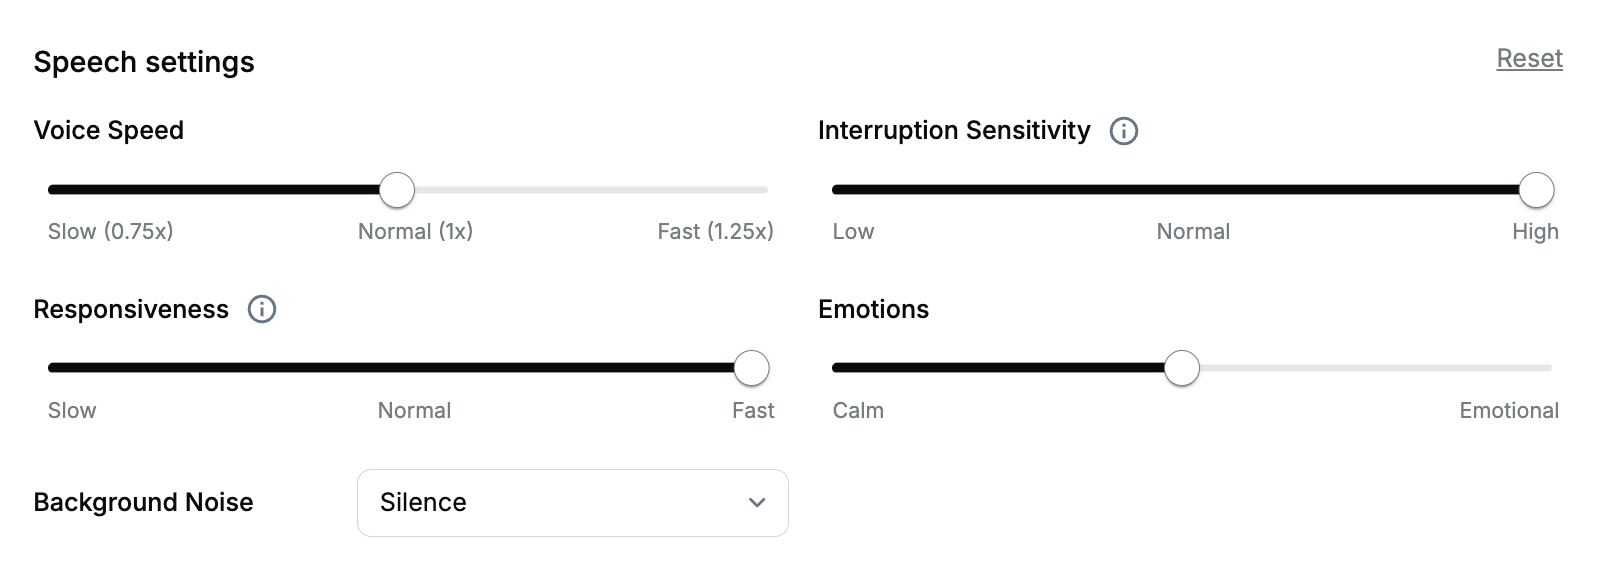 Speech settings
Reset
Voice Speed
Slow (0.75x) Normal (1x) Fast (1.25x)
Interruption Sensitivity
Low Normal High
Responsiveness
Slow Normal Fast
Emotions
Calm Emotional
Background Noise
Silence